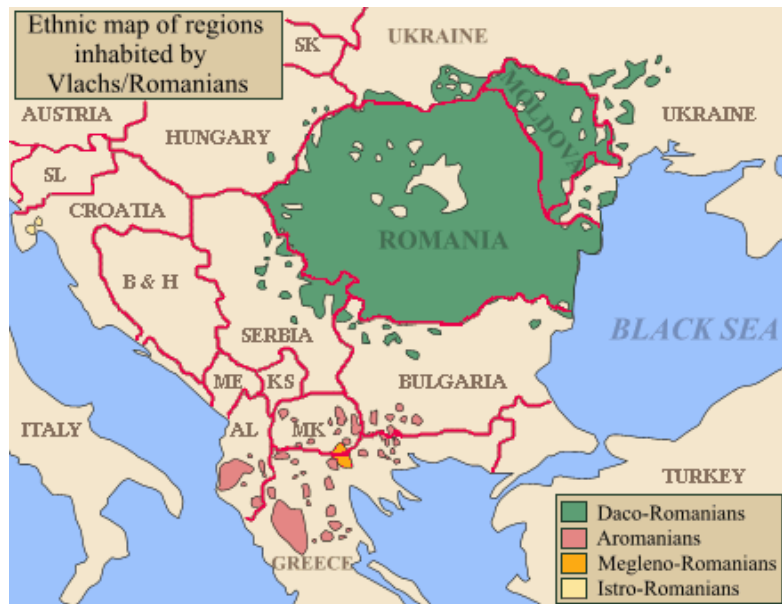 Ethnic map of regions
inhabited by
Vlachs/Romanians
SK
UKRAINE
AUSTRIA
HUNGARY
MOLDOVA
UKRAINE
SL
CROATIA
ROMANIA
B & H
SERBIA
BLACK SEA
ME
KS
BULGARIA
ITALY
AL
MK
TURKEY
GREECE
Daco-Romanians
Aromanians
Megleno-Romanians
Istro-Romanians